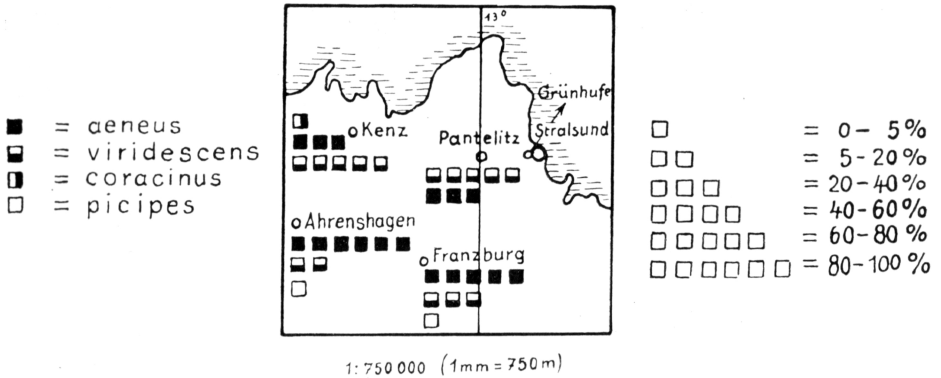 ■ = aeneus
= viridescens
= coracinus
□ = picipes
13°
Grünhufe
Kenz
Pantelitz
Stralsund
Ahrenshagen
Franzburg
□ = 0-5%
□□ = 5-20%
□□□ = 20-40%
□□□□ = 40-60%
□□□□□ = 60-80%
□□□□□□ = 80-100%
1:750 000 (1mm = 750m)